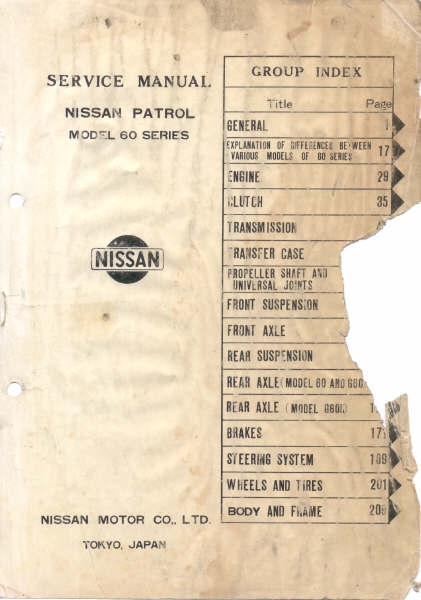 SERVICE MANUAL
NISSAN PATROL
MODEL 60 SERIES
NISSAN
NISSAN MOTOR CO., LTD.
TOKYO, JAPAN
GROUP INDEX
Title Page
GENERAL 1
EXPLANATION OF DIFFERENCES BETWEEN
VARIOUS MODELS OF 60 SERIES 17
ENGINE 29
CLUTCH 35
TRANSMISSION
TRANSFER CASE
PROPELLER SHAFT AND
UNIVERSAL JOINTS
FRONT SUSPENSION
FRONT AXLE
REAR SUSPENSION
REAR AXLE (MODEL 60 AND G60
REAR AXLE (MODEL G60H)
BRAKES
STEERING SYSTEM
WHEELS AND TIRES 201
BODY AND FRAME